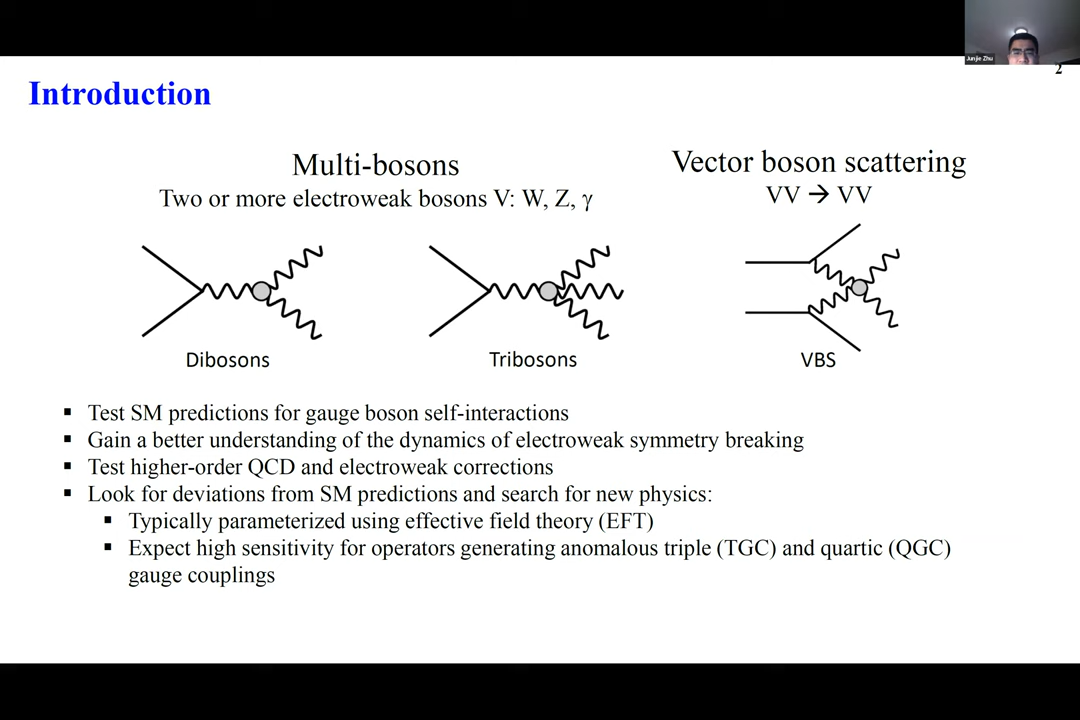 Junjie Zhu
2
Introduction
Multi-bosons
Two or more electroweak bosons V: W, Z, γ
Vector boson scattering
VV → VV
Dibosons
Tribosons
VBS
▪ Test SM predictions for gauge boson self-interactions
▪ Gain a better understanding of the dynamics of electroweak symmetry breaking
▪ Test higher-order QCD and electroweak corrections
▪ Look for deviations from SM predictions and search for new physics:
▪ Typically parameterized using effective field theory (EFT)
▪ Expect high sensitivity for operators generating anomalous triple (TGC) and quartic (QGC)
gauge couplings